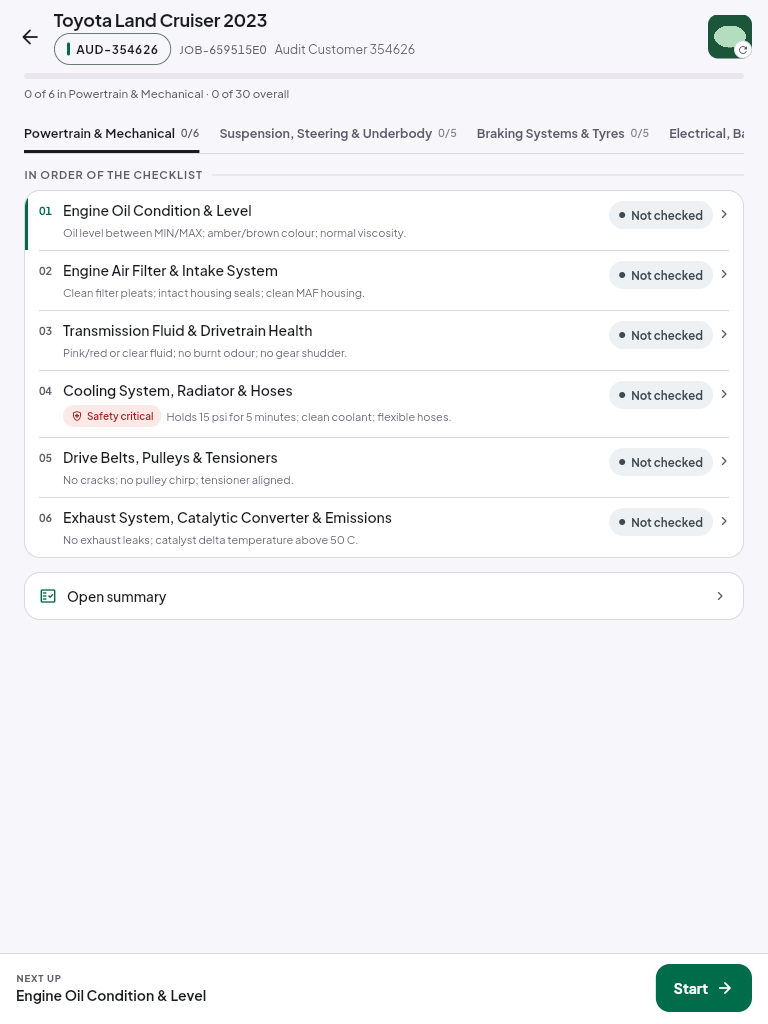 Toyota Land Cruiser 2023
AUD-354626 JOB-659515E0 Audit Customer 354626
0 of 6 in Powertrain & Mechanical · 0 of 30 overall
Powertrain & Mechanical 0/6 Suspension, Steering & Underbody 0/5 Braking Systems & Tyres 0/5 Electrical, Ba
IN ORDER OF THE CHECKLIST
01 Engine Oil Condition & Level Not checked
Oil level between MIN/MAX; amber/brown colour; normal viscosity.
02 Engine Air Filter & Intake System Not checked
Clean filter pleats; intact housing seals; clean MAF housing.
03 Transmission Fluid & Drivetrain Health Not checked
Pink/red or clear fluid; no burnt odour; no gear shudder.
04 Cooling System, Radiator & Hoses Not checked
Safety critical Holds 15 psi for 5 minutes; clean coolant; flexible hoses.
05 Drive Belts, Pulleys & Tensioners Not checked
No cracks; no pulley chirp; tensioner aligned.
06 Exhaust System, Catalytic Converter & Emissions Not checked
No exhaust leaks; catalyst delta temperature above 50 C.
Open summary
NEXT UP
Engine Oil Condition & Level
Start